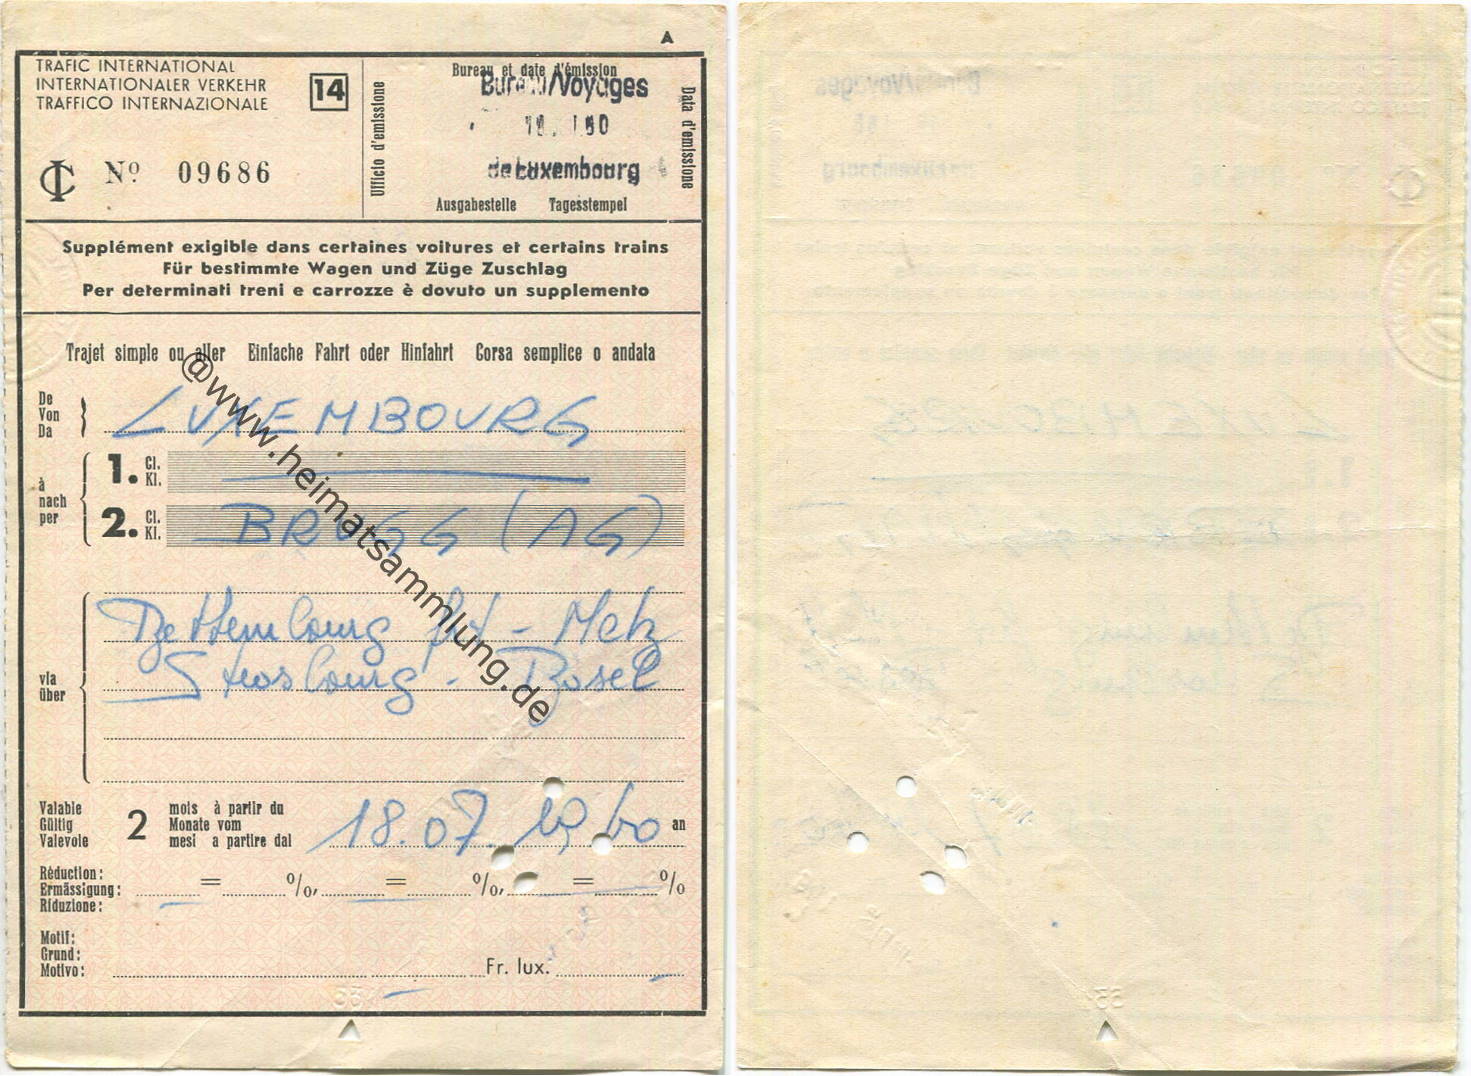 A
TRAFIC INTERNATIONAL
INTERNATIONALER VERKEHR
TRAFFICO INTERNAZIONALE
14
Nº 09686
Ufficio d'emissione
Bureau et date d'émission
Bureau/Voyages
de Luxembourg
Ausgabestelle Tagesstempel
Data d'emissione
Supplément exigible dans certaines voitures et certains trains
Für bestimmte Wagen und Züge Zuschlag
Per determinati treni e carrozze è dovuto un supplemento
Trajet simple ou aller Einfache Fahrt oder Hinfahrt Corsa semplice o andata
De
Von
Da
LUXEMBOURG
à
nach
per
1. Cl.
Kl.
2. Cl.
Kl.
BRUGG (AG)
via
über
Bettembourg fr - Metz
Strasbourg - Basel
Valable
Gültig
Valevole
2
mois à partir du
Monate vom
mesi a partire dal
18.07. 1960 an
Réduction:
Ermässigung:
Riduzione:
= %, = %, = %
Motif:
Grund:
Motivo:
Fr. lux.
@www.heimatsammlung.de